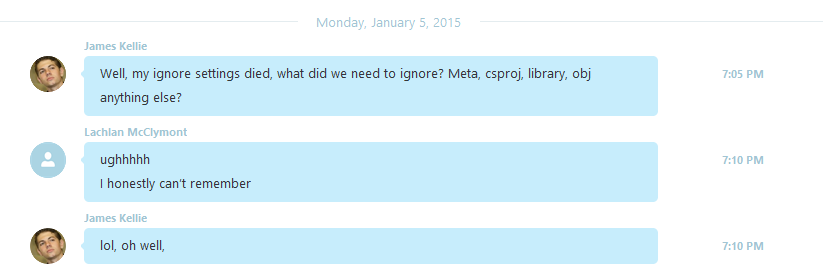 Monday, January 5, 2015
James Kellie
Well, my ignore settings died, what did we need to ignore? Meta, csproj, library, obj
7:05 PM
anything else?
Lachlan McClymont
ughhhhh
7:10 PM
I honestly can't remember
James Kellie
lol, oh well,
7:10 PM